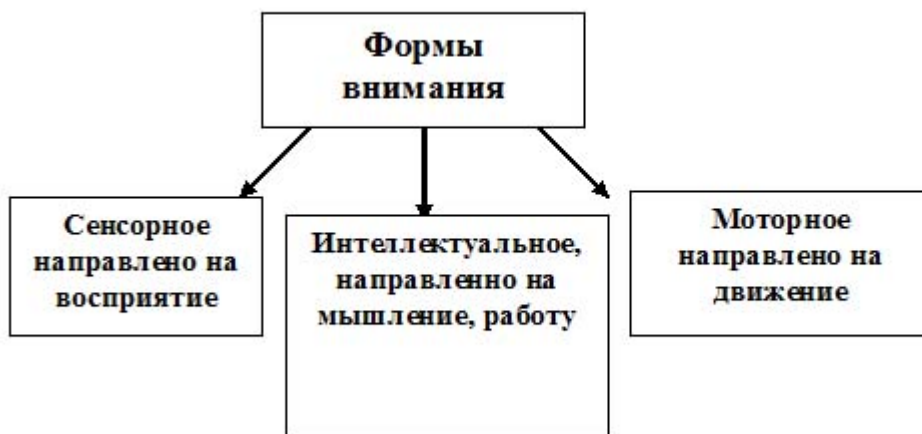 Формы
внимания
Сенсорное
направлено на
восприятие
Интеллектуальное,
направленно на
мышление, работу
Моторное
направлено на
движение